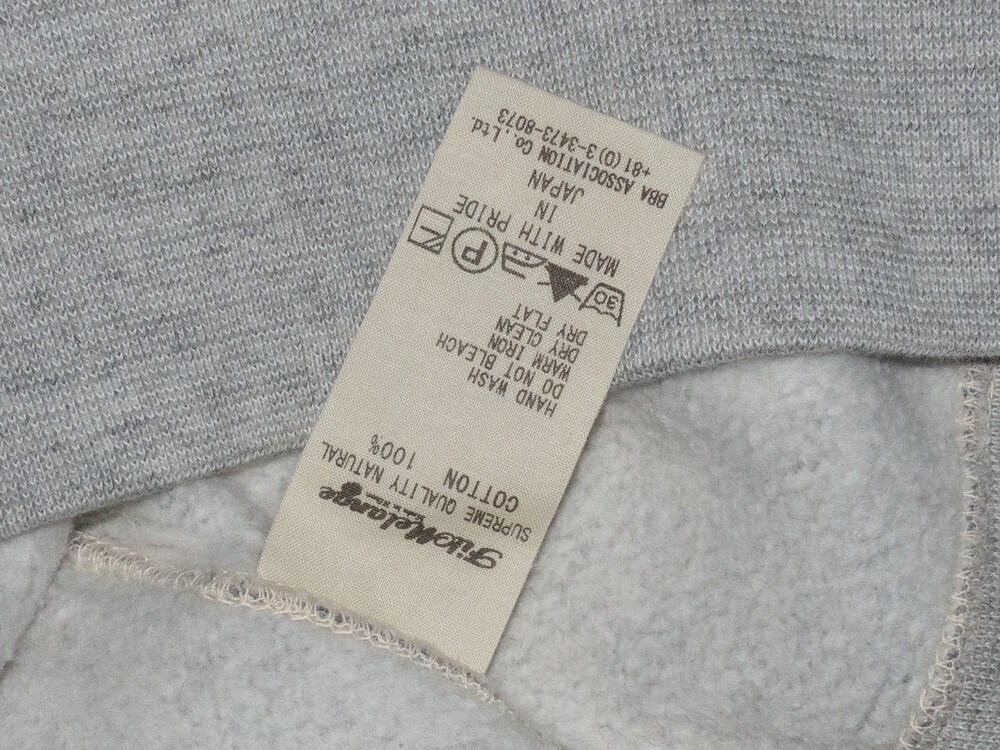 FilMelange
SUPREME QUALITY NATURAL
COTTON 100%
HAND WASH
DO NOT BLEACH
WARM IRON
DRY CLEAN
DRY FLAT
30 P
MADE WITH PRIDE
IN
JAPAN
BBA ASSOCIATION Co., Ltd.
+81(0)3-3473-8073